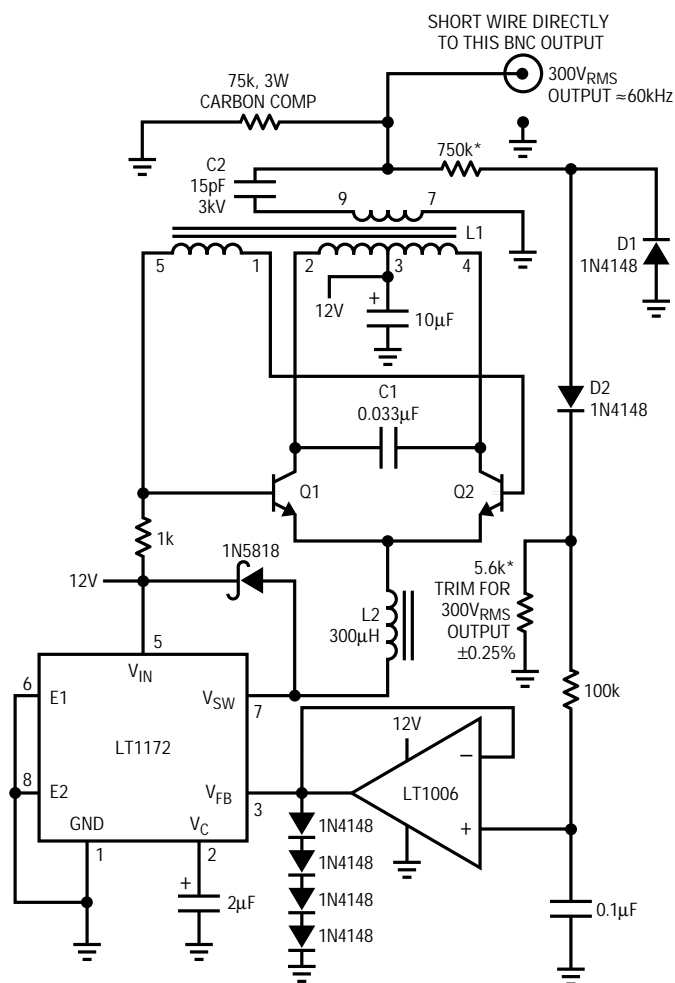 SHORT WIRE DIRECTLY
TO THIS BNC OUTPUT
300VRMS
OUTPUT ≈60kHz
75k, 3W
CARBON COMP
750k*
C2
15pF
3kV
9
7
L1
D1
1N4148
5
1
2
3
4
12V
+
10µF
D2
1N4148
C1
0.033µF
Q1
Q2
1k
1N5818
12V
5.6k*
TRIM FOR
300VRMS
OUTPUT
±0.25%
L2
300µH
5
VIN
6
E1
VSW
7
100k
LT1172
12V
–
8
E2
VFB
3
LT1006
+
GND
VC
1
2
1N4148
1N4148
1N4148
1N4148
+
2µF
0.1µF